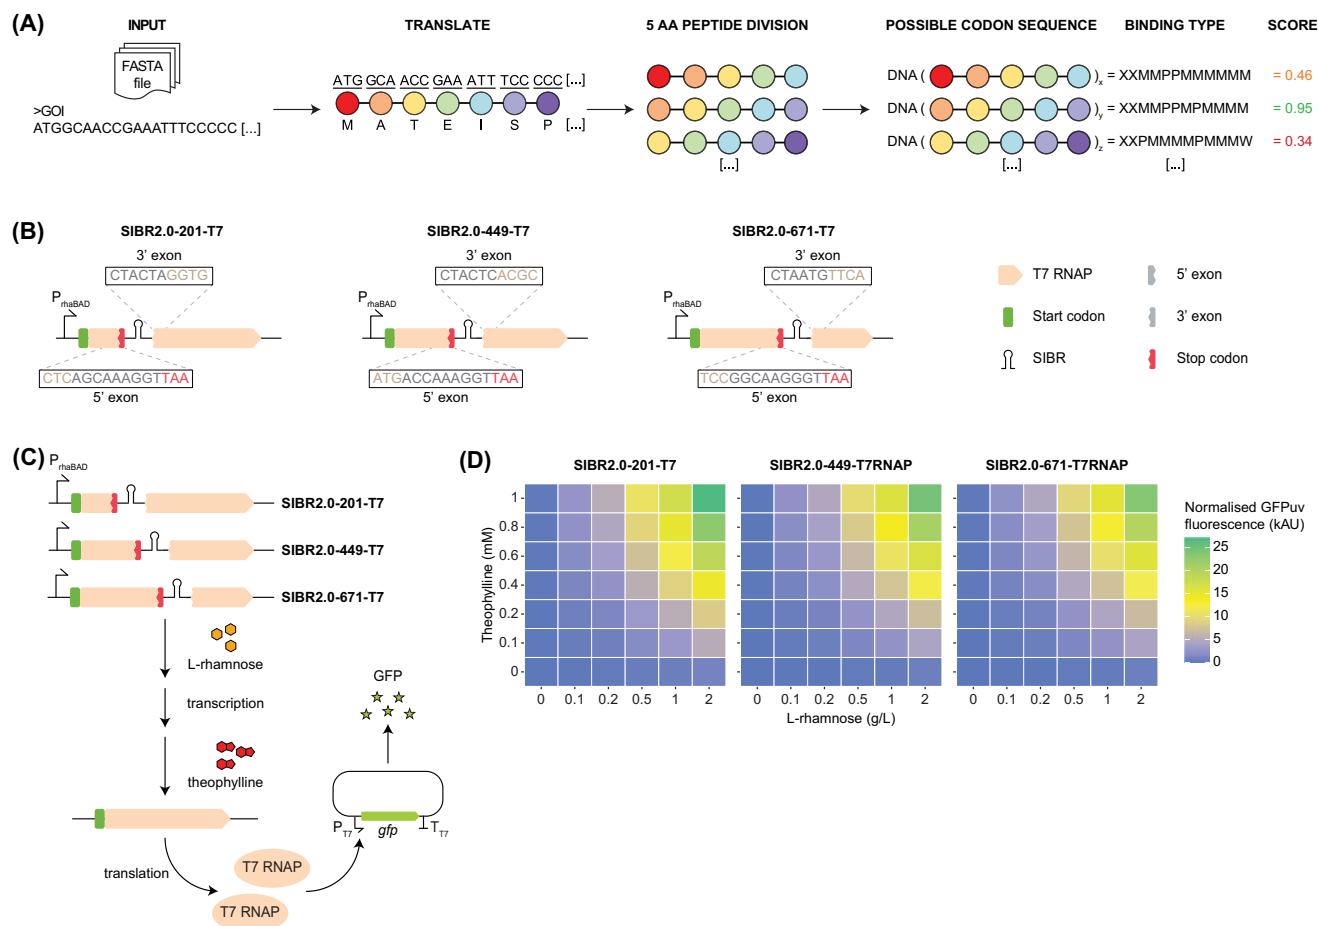 (A)
INPUT
TRANSLATE
5 AA PEPTIDE DIVISION
POSSIBLE CODON SEQUENCE
BINDING TYPE
SCORE
FASTA
file
>GOI
ATGGCAACCGAAATTTCCCCC [...]
ATG GCA ACC GAA ATT TCC CCC [...]
M A T E I S P [...]
[...]
DNA ( )x = XXMMPPMMMMMM = 0.46
DNA ( )y = XXMMPPMPMMMM = 0.95
DNA ( )z = XXPMMMMPMMMW = 0.34
[...] [...]
(B)
SIBR2.0-201-T7
3' exon
CTACTAGGTG
PrhaBAD
CTCAGCAAAGGTTAA
5' exon
SIBR2.0-449-T7
3' exon
CTACTCACGC
PrhaBAD
ATGACCAAAGGTTAA
5' exon
SIBR2.0-671-T7
3' exon
CTAATGTTCA
PrhaBAD
TCCGGCAAGGGTTAA
5' exon
T7 RNAP
5' exon
Start codon
3' exon
SIBR
Stop codon
(C)
PrhaBAD
SIBR2.0-201-T7
SIBR2.0-449-T7
SIBR2.0-671-T7
L-rhamnose
transcription
theophylline
translation
T7 RNAP
T7 RNAP
GFP
PT7
gfp
TT7
(D)
SIBR2.0-201-T7
SIBR2.0-449-T7RNAP
SIBR2.0-671-T7RNAP
Theophylline (mM)
1
0.8
0.6
0.4
0.2
0.1
0
0 0.1 0.2 0.5 1 2
0 0.1 0.2 0.5 1 2
0 0.1 0.2 0.5 1 2
L-rhamnose (g/L)
Normalised GFPuv
fluorescence (kAU)
25
20
15
10
5
0